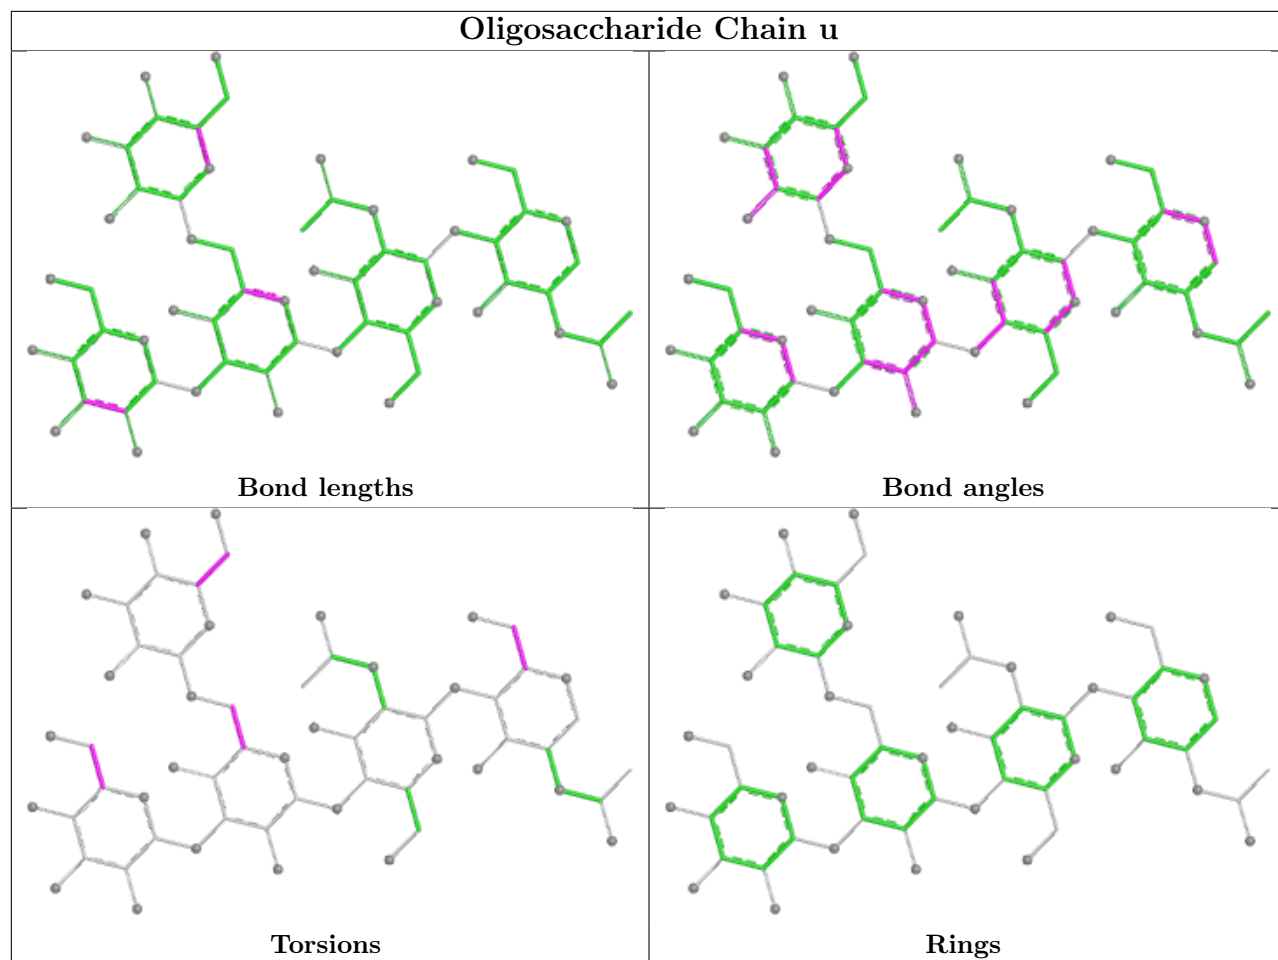 Oligosaccharide Chain u
Bond lengths
Bond angles
Torsions
Rings